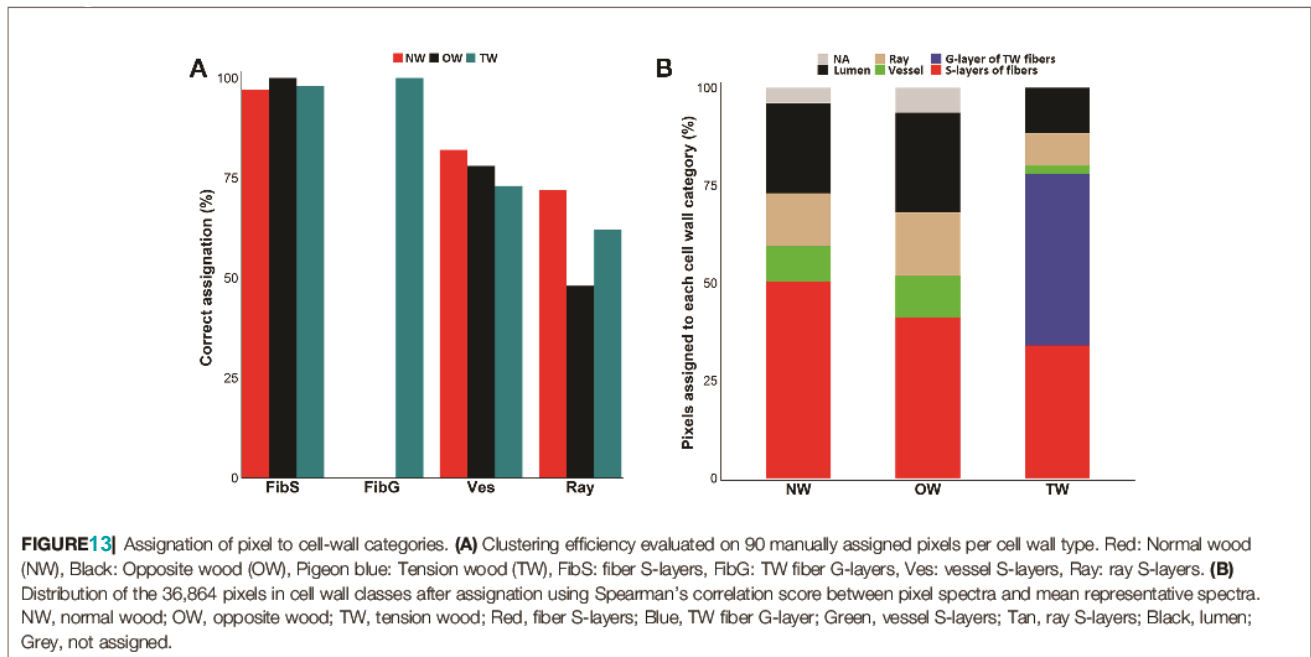 A
NW OW TW
100
75
50
25
0
Correct assignation (%)
FibS FibG Ves Ray
B
NA Ray G-layer of TW fibers
Lumen Vessel S-layers of fibers
100
75
50
25
0
Pixels assigned to each cell wall category (%)
NW OW TW
FIGURE13| Assignation of pixel to cell-wall categories. (A) Clustering efficiency evaluated on 90 manually assigned pixels per cell wall type. Red: Normal wood
(NW), Black: Opposite wood (OW), Pigeon blue: Tension wood (TW), FibS: fiber S-layers, FibG: TW fiber G-layers, Ves: vessel S-layers, Ray: ray S-layers. (B)
Distribution of the 36,864 pixels in cell wall classes after assignation using Spearman's correlation score between pixel spectra and mean representative spectra.
NW, normal wood; OW, opposite wood; TW, tension wood; Red, fiber S-layers; Blue, TW fiber G-layer; Green, vessel S-layers; Tan, ray S-layers; Black, lumen;
Grey, not assigned.